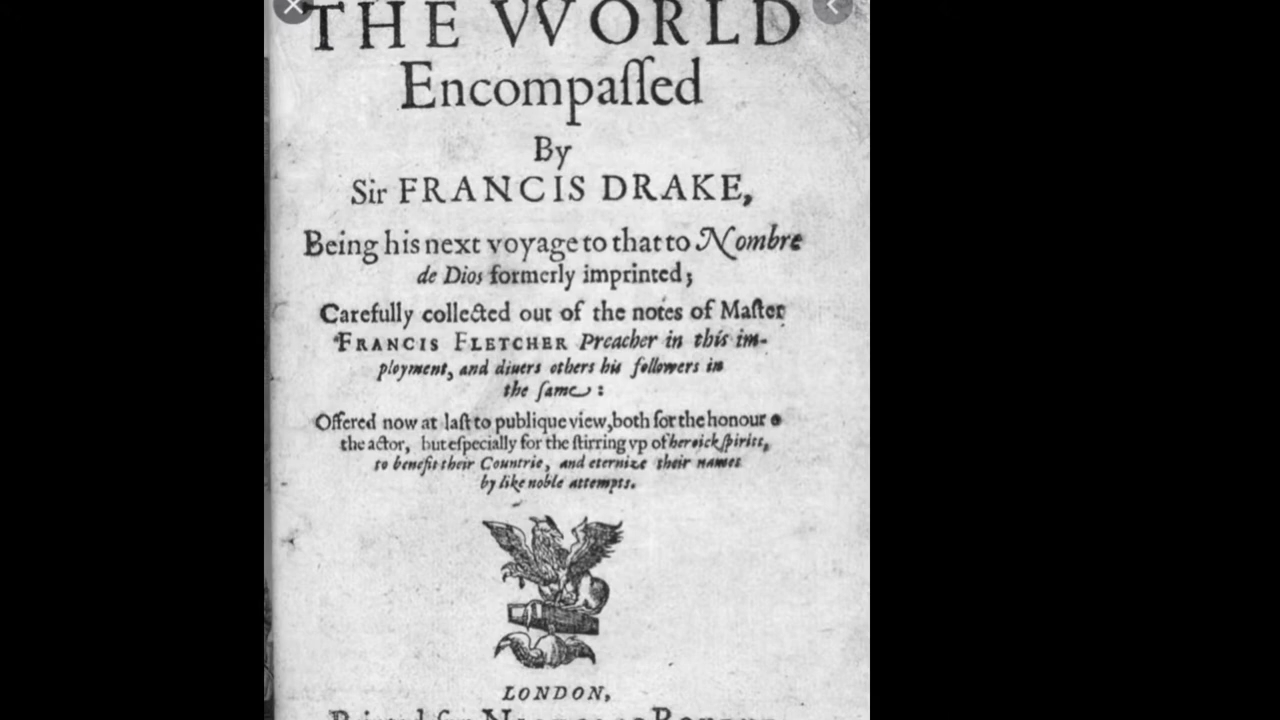 THE WORLD
Encompaſſed
By
Sir FRANCIS DRAKE,
Being his next voyage to that to Nombre
de Dios formerly imprinted;
Carefully collected out of the notes of Maſter
FRANCIS FLETCHER Preacher in this im-
ployment, and diuers others his followers in
the ſame:
Offered now at laſt to publique view, both for the honour o
the actor, but eſpecially for the ſtirring vp of heroick ſpirits,
to benefit their Countrie, and eternize their names
by like noble attempts.
LONDON,
Printed for